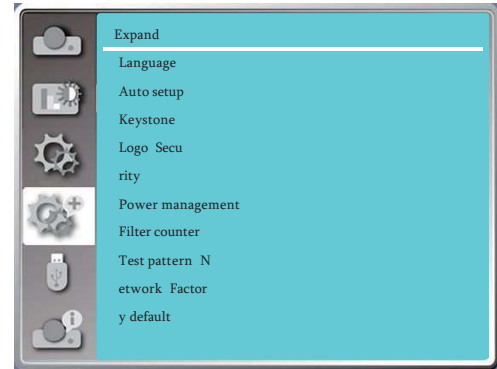 Expand
Language
Auto setup
Keystone
Logo Secu
rity
Power management
Filter counter
Test pattern N
etwork Factor
y default